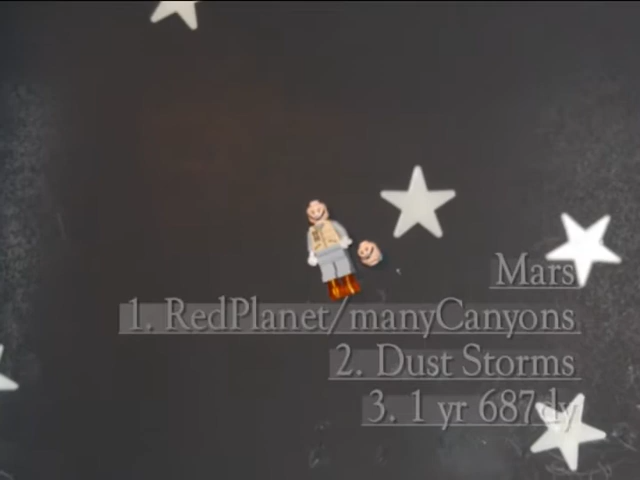 Mars
1. RedPlanet/manyCanyons
2. Dust Storms
3. 1 yr 687dy